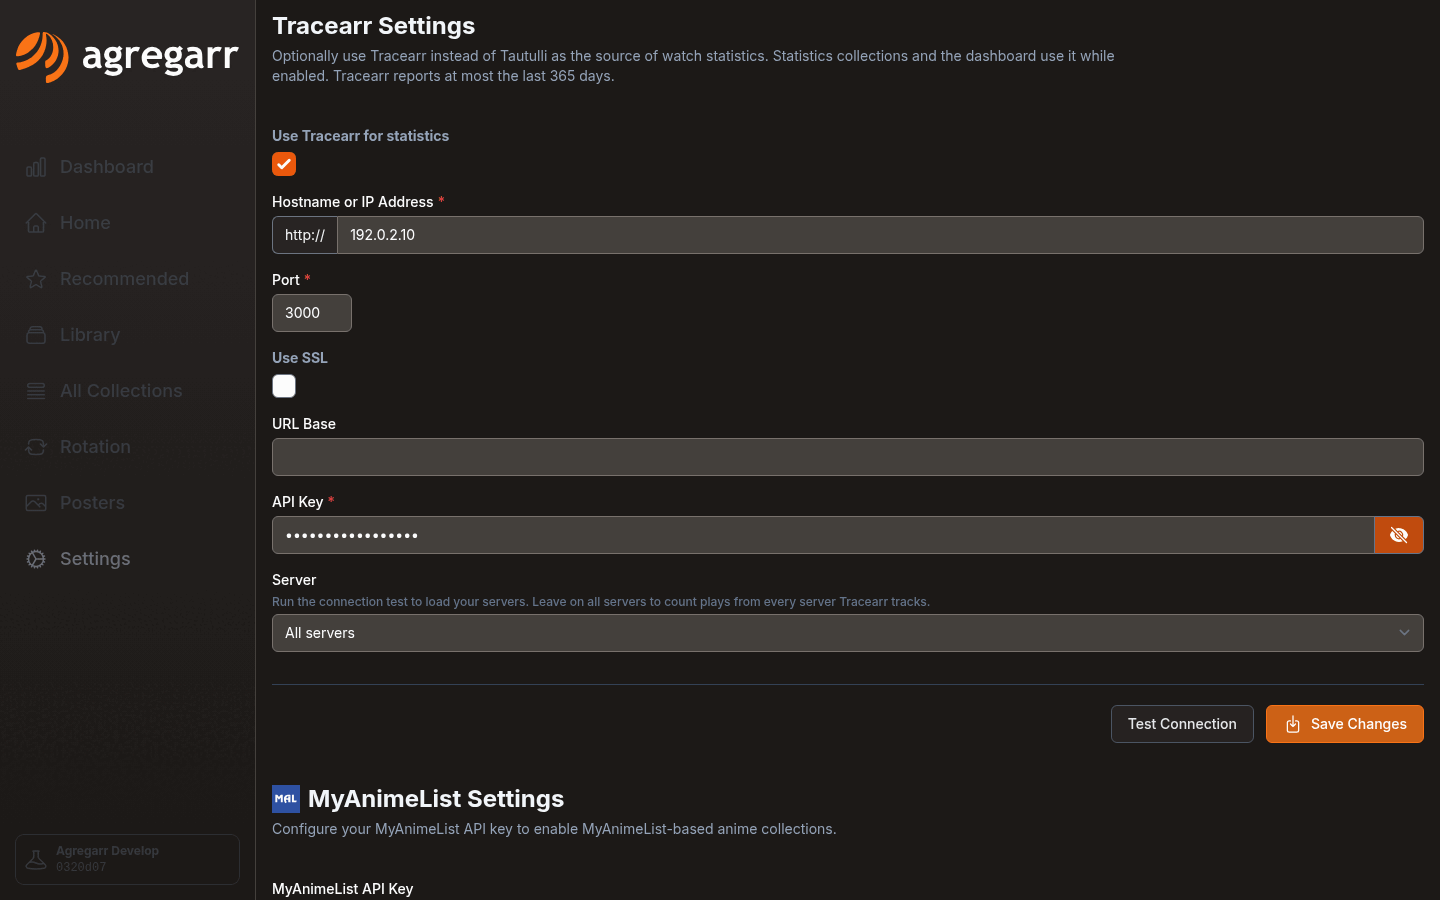 agregarr
Dashboard
Home
Recommended
Library
All Collections
Rotation
Posters
Settings
Agregarr Develop
0320d07
Tracearr Settings
Optionally use Tracearr instead of Tautulli as the source of watch statistics. Statistics collections and the dashboard use it while
enabled. Tracearr reports at most the last 365 days.
Use Tracearr for statistics
Hostname or IP Address *
http:// 192.0.2.10
Port *
3000
Use SSL
URL Base
API Key *
•••••••••••••••••
Server
Run the connection test to load your servers. Leave on all servers to count plays from every server Tracearr tracks.
All servers
Test Connection Save Changes
MAL MyAnimeList Settings
Configure your MyAnimeList API key to enable MyAnimeList-based anime collections.
MyAnimeList API Key